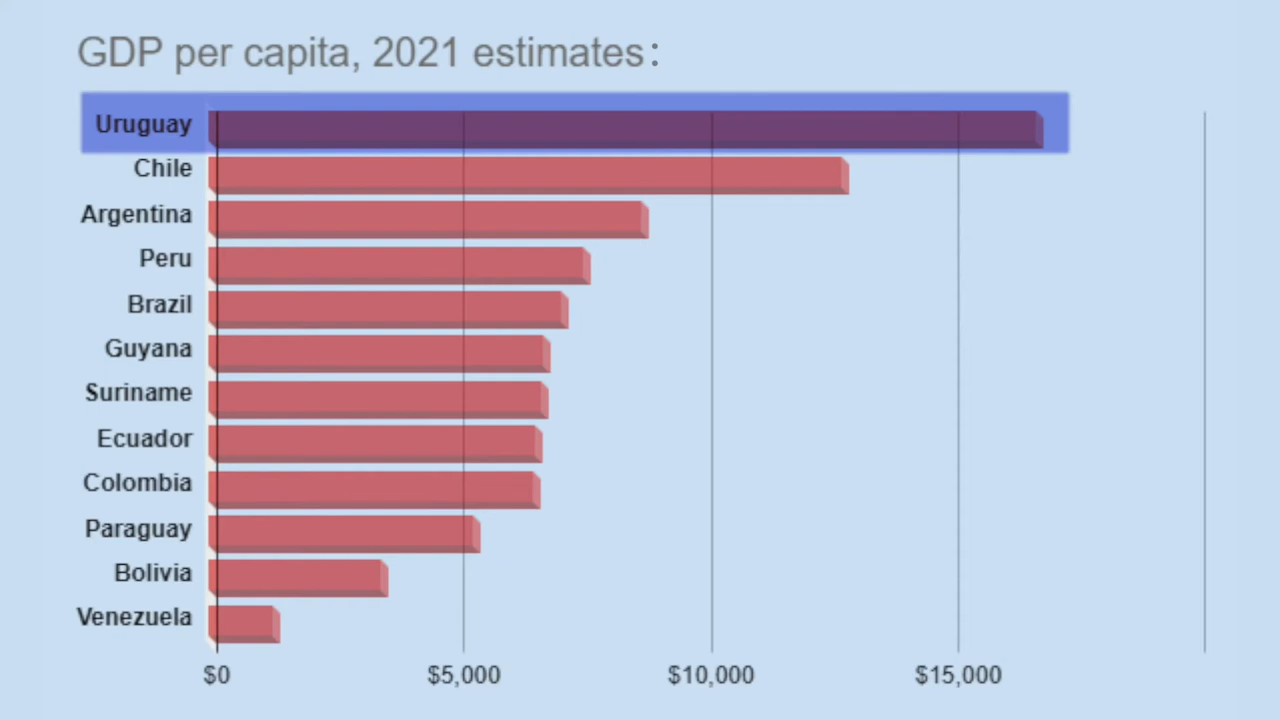 GDP per capita, 2021 estimates:
Uruguay
Chile
Argentina
Peru
Brazil
Guyana
Suriname
Ecuador
Colombia
Paraguay
Bolivia
Venezuela
$0 $5,000 $10,000 $15,000